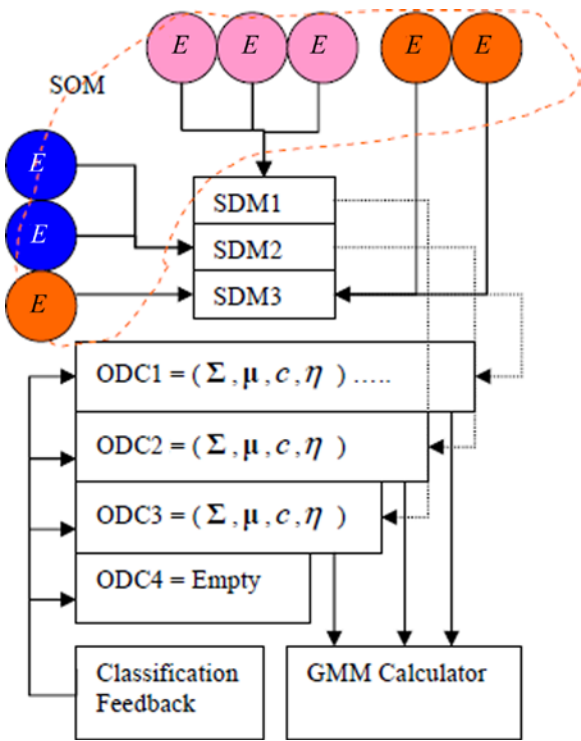 E E E E E
SOM
E
E
E
SDM1
SDM2
SDM3
ODC1 = ( Σ , μ , c , η ) .....
ODC2 = ( Σ , μ , c , η )
ODC3 = ( Σ , μ , c , η )
ODC4 = Empty
Classification
Feedback
GMM Calculator